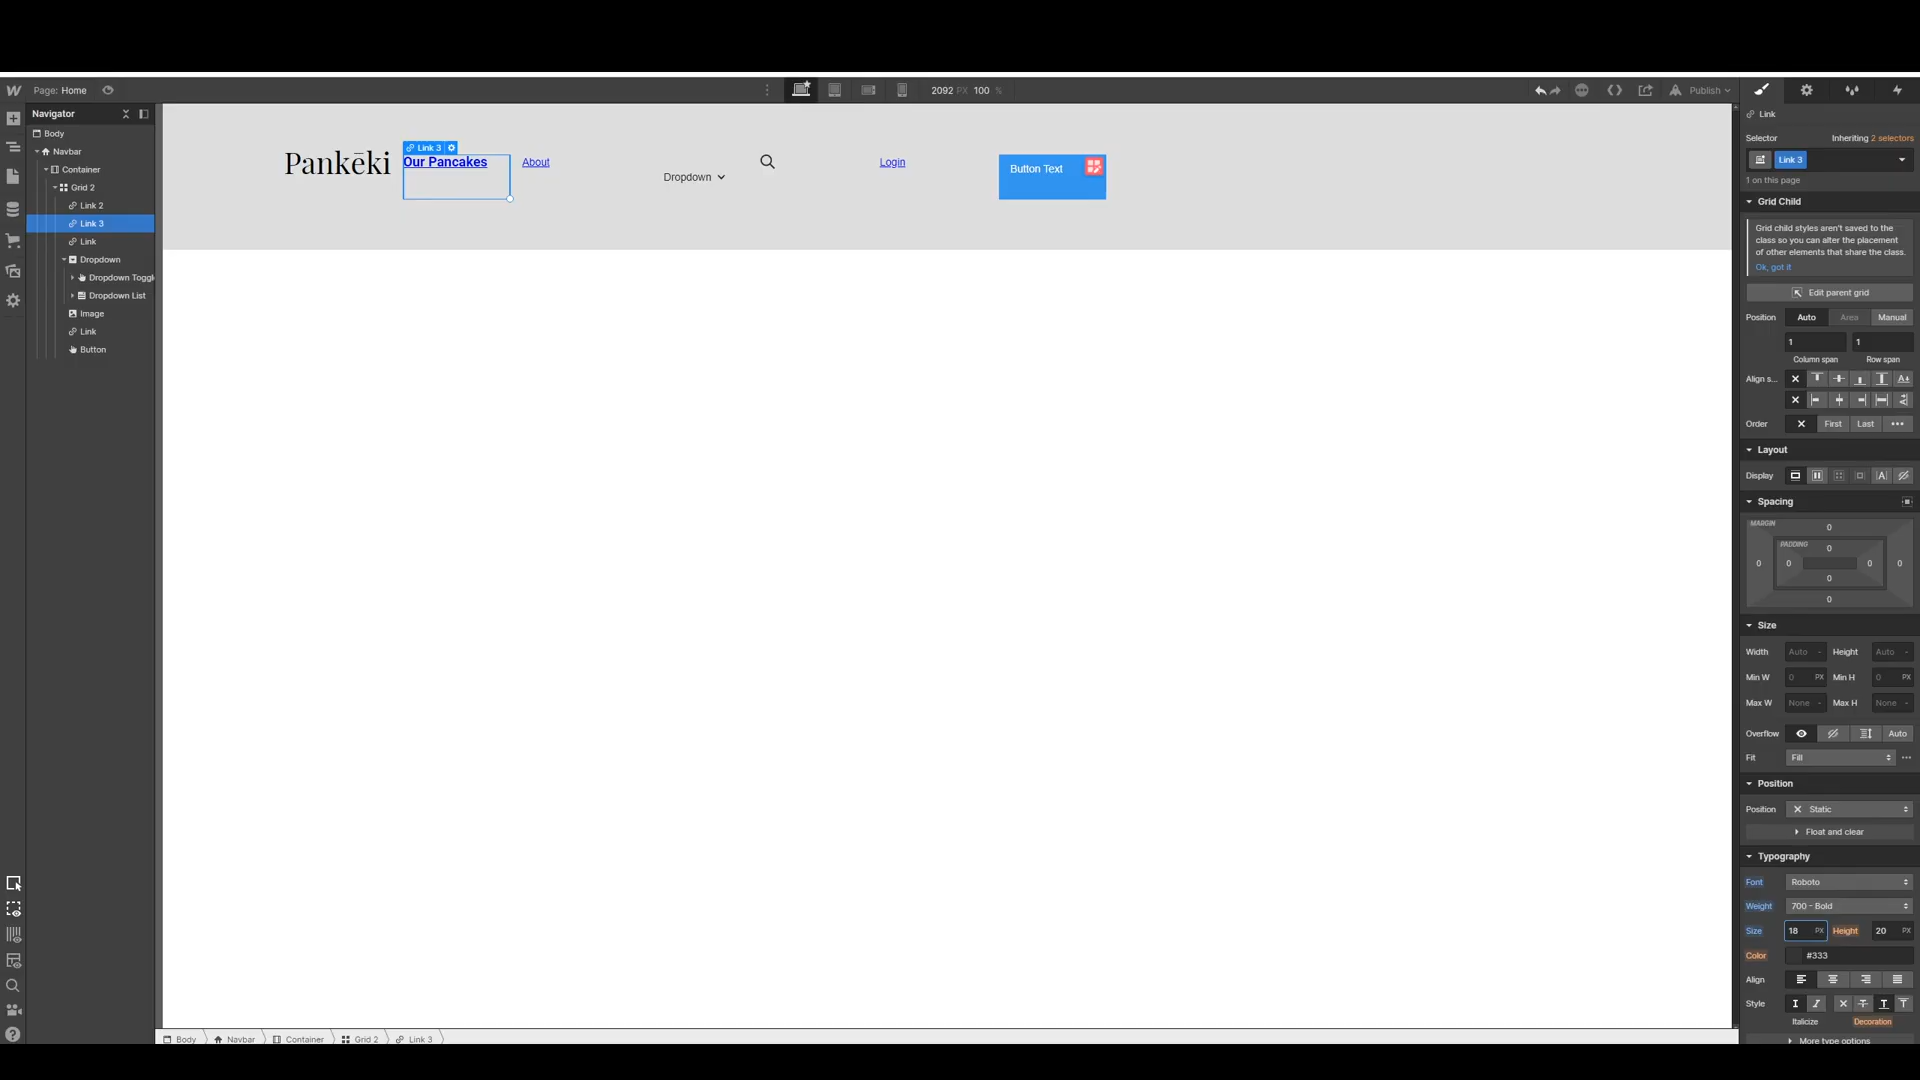 Page: Home
2092 PX 100 %
Publish
Navigator
Body
Navbar
Container
Grid 2
Link 2
Link 3
Link
Dropdown
Dropdown Toggl
Dropdown List
Image
Link
Button
Pankēki
Link 3
Our Pancakes
About
Dropdown
Login
Button Text
Link
Selector
Inheriting 2 selectors
Link 3
1 on this page
Grid Child
Grid child styles aren't saved to the
class so you can alter the placement
of other elements that share the class.
Ok, got it
Edit parent grid
Position Auto Area Manual
1 1
Column span Row span
Align s...
Order First Last
Layout
Display
Spacing
MARGIN
0
PADDING
0
0 0 0 0
0
0
Size
Width Auto - Height Auto -
Min W 0 PX Min H 0 PX
Max W None - Max H None -
Overflow Auto
Fit Fill
Position
Position Static
Float and clear
Typography
Font Roboto
Weight 700 - Bold
Size 18 PX Height 20 PX
Color #333
Align
Style
Italicize Decoration
More type options
Body Navbar Container Grid 2 Link 3